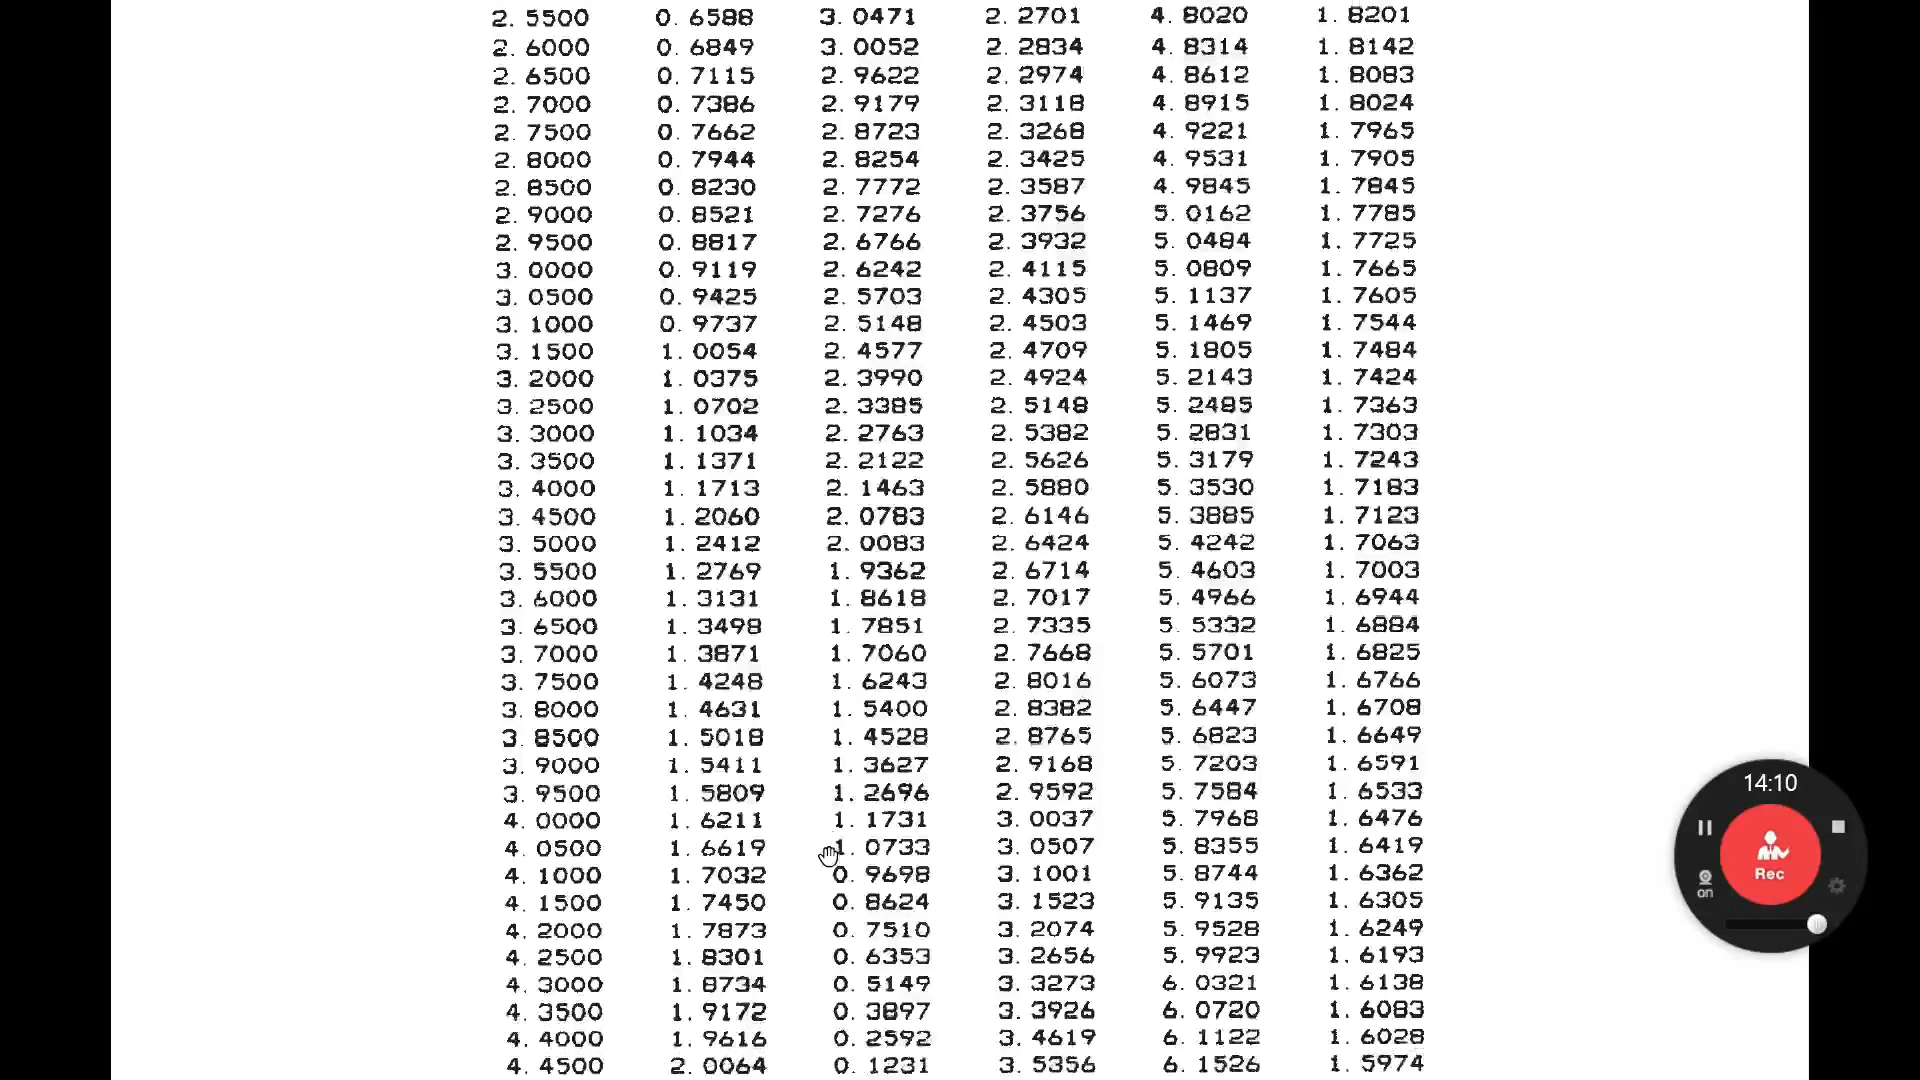 2. 5500 0. 6588 3. 0471 2. 2701 4. 8020 1. 8201
2. 6000 0. 6849 3. 0052 2. 2834 4. 8314 1. 8142
2. 6500 0. 7115 2. 9622 2. 2974 4. 8612 1. 8083
2. 7000 0. 7386 2. 9179 2. 3118 4. 8915 1. 8024
2. 7500 0. 7662 2. 8723 2. 3268 4. 9221 1. 7965
2. 8000 0. 7944 2. 8254 2. 3425 4. 9531 1. 7905
2. 8500 0. 8230 2. 7772 2. 3587 4. 9845 1. 7845
2. 9000 0. 8521 2. 7276 2. 3756 5. 0162 1. 7785
2. 9500 0. 8817 2. 6766 2. 3932 5. 0484 1. 7725
3. 0000 0. 9119 2. 6242 2. 4115 5. 0809 1. 7665
3. 0500 0. 9425 2. 5703 2. 4305 5. 1137 1. 7605
3. 1000 0. 9737 2. 5148 2. 4503 5. 1469 1. 7544
3. 1500 1. 0054 2. 4577 2. 4709 5. 1805 1. 7484
3. 2000 1. 0375 2. 3990 2. 4924 5. 2143 1. 7424
3. 2500 1. 0702 2. 3385 2. 5148 5. 2485 1. 7363
3. 3000 1. 1034 2. 2763 2. 5382 5. 2831 1. 7303
3. 3500 1. 1371 2. 2122 2. 5626 5. 3179 1. 7243
3. 4000 1. 1713 2. 1463 2. 5880 5. 3530 1. 7183
3. 4500 1. 2060 2. 0783 2. 6146 5. 3885 1. 7123
3. 5000 1. 2412 2. 0083 2. 6424 5. 4242 1. 7063
3. 5500 1. 2769 1. 9362 2. 6714 5. 4603 1. 7003
3. 6000 1. 3131 1. 8618 2. 7017 5. 4966 1. 6944
3. 6500 1. 3498 1. 7851 2. 7335 5. 5332 1. 6884
3. 7000 1. 3871 1. 7060 2. 7668 5. 5701 1. 6825
3. 7500 1. 4248 1. 6243 2. 8016 5. 6073 1. 6766
3. 8000 1. 4631 1. 5400 2. 8382 5. 6447 1. 6708
3. 8500 1. 5018 1. 4528 2. 8765 5. 6823 1. 6649
3. 9000 1. 5411 1. 3627 2. 9168 5. 7203 1. 6591
3. 9500 1. 5809 1. 2696 2. 9592 5. 7584 1. 6533
4. 0000 1. 6211 1. 1731 3. 0037 5. 7968 1. 6476
4. 0500 1. 6619 1. 0733 3. 0507 5. 8355 1. 6419
4. 1000 1. 7032 0. 9698 3. 1001 5. 8744 1. 6362
4. 1500 1. 7450 0. 8624 3. 1523 5. 9135 1. 6305
4. 2000 1. 7873 0. 7510 3. 2074 5. 9528 1. 6249
4. 2500 1. 8301 0. 6353 3. 2656 5. 9923 1. 6193
4. 3000 1. 8734 0. 5149 3. 3273 6. 0321 1. 6138
4. 3500 1. 9172 0. 3897 3. 3926 6. 0720 1. 6083
4. 4000 1. 9616 0. 2592 3. 4619 6. 1122 1. 6028
4. 4500 2. 0064 0. 1231 3. 5356 6. 1526 1. 5974
14:10
Rec
on